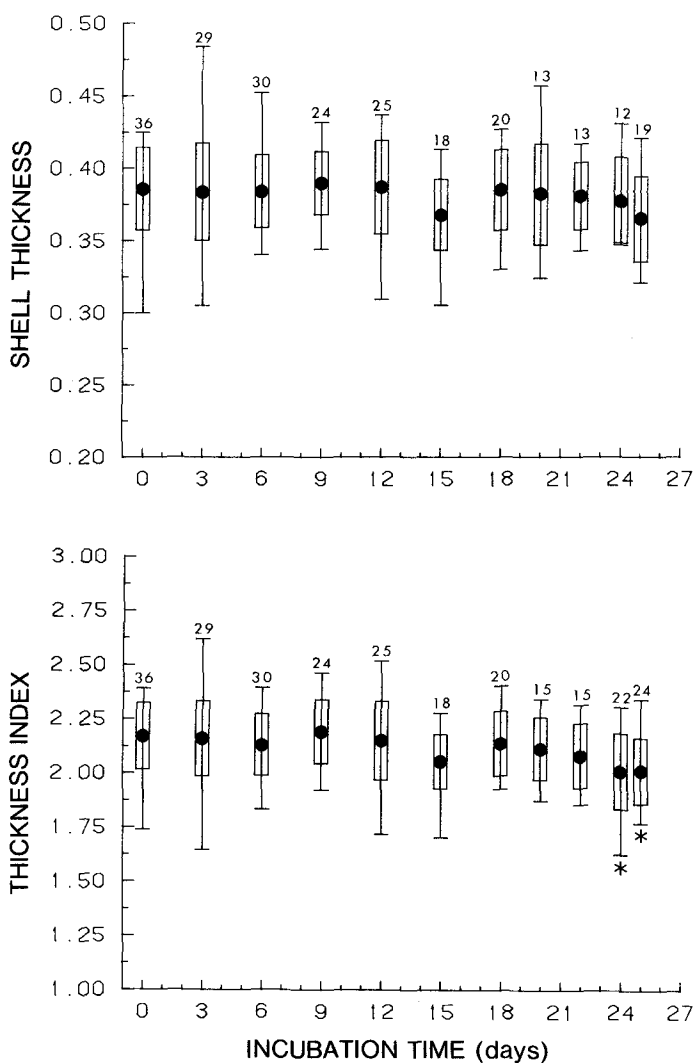 SHELL THICKNESS
0.50
0.45
0.40
0.35
0.30
0.25
0.20
36 29 30 24 25 18 20 13 13 12 19
0 3 6 9 12 15 18 21 24 27
THICKNESS INDEX
3.00
2.75
2.50
2.25
2.00
1.75
1.50
1.25
1.00
36 29 30 24 25 18 20 15 15 22 24
* *
0 3 6 9 12 15 18 21 24 27
INCUBATION TIME (days)